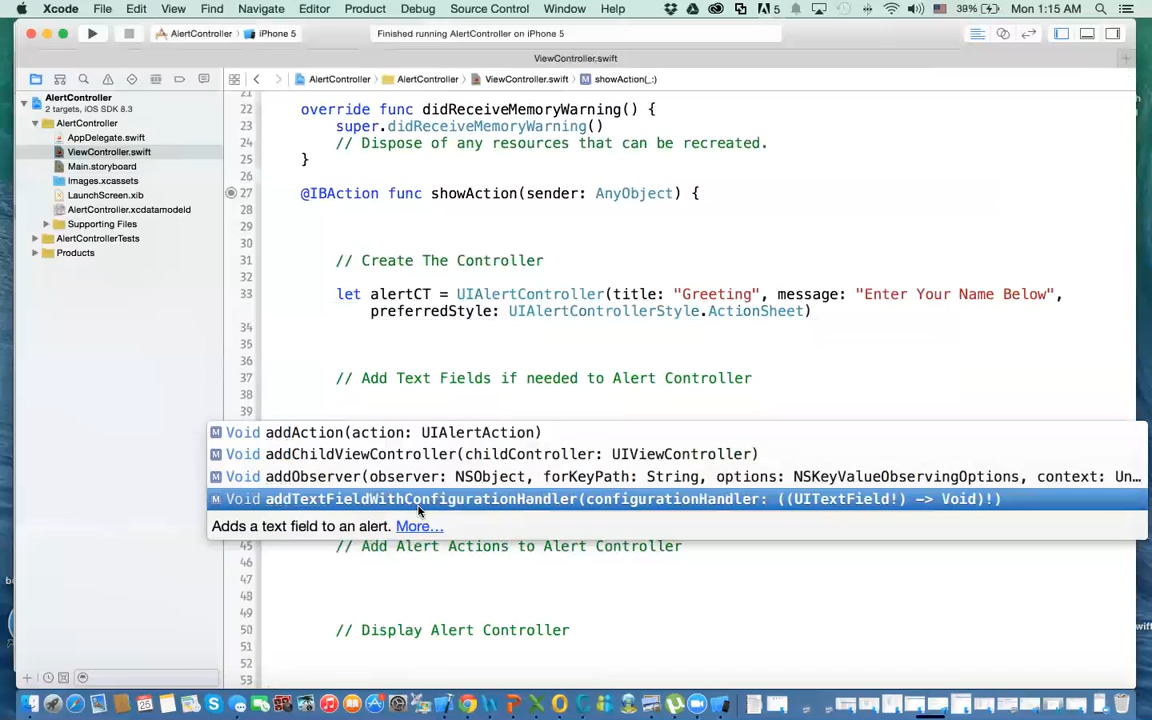 Xcode File Edit View Find Navigate Editor Product Debug Source Control Window Help 5 38% Mon 1:15 AM
AlertController iPhone 5 Finished running AlertController on iPhone 5
ViewController.swift
AlertController AlertController ViewController.swift M showAction(_:)
AlertController
2 targets, iOS SDK 8.3
AlertController
AppDelegate.swift
ViewController.swift
Main.storyboard
Images.xcassets
LaunchScreen.xib
AlertController.xcdatamodeld
Supporting Files
AlertControllerTests
Products
21
22 override func didReceiveMemoryWarning() {
23 super.didReceiveMemoryWarning()
24 // Dispose of any resources that can be recreated.
25 }
26
27 @IBAction func showAction(sender: AnyObject) {
28
29
30
31 // Create The Controller
32
33 let alertCT = UIAlertController(title: "Greeting", message: "Enter Your Name Below",
preferredStyle: UIAlertControllerStyle.ActionSheet)
34
35
36
37 // Add Text Fields if needed to Alert Controller
38
39
M Void addAction(action: UIAlertAction)
M Void addChildViewController(childController: UIViewController)
M Void addObserver(observer: NSObject, forKeyPath: String, options: NSKeyValueObservingOptions, context: Un...
M Void addTextFieldWithConfigurationHandler(configurationHandler: ((UITextField!) -> Void)!)
Adds a text field to an alert. More...
45 // Add Alert Actions to Alert Controller
46
47
48
49
50 // Display Alert Controller
51
52
53